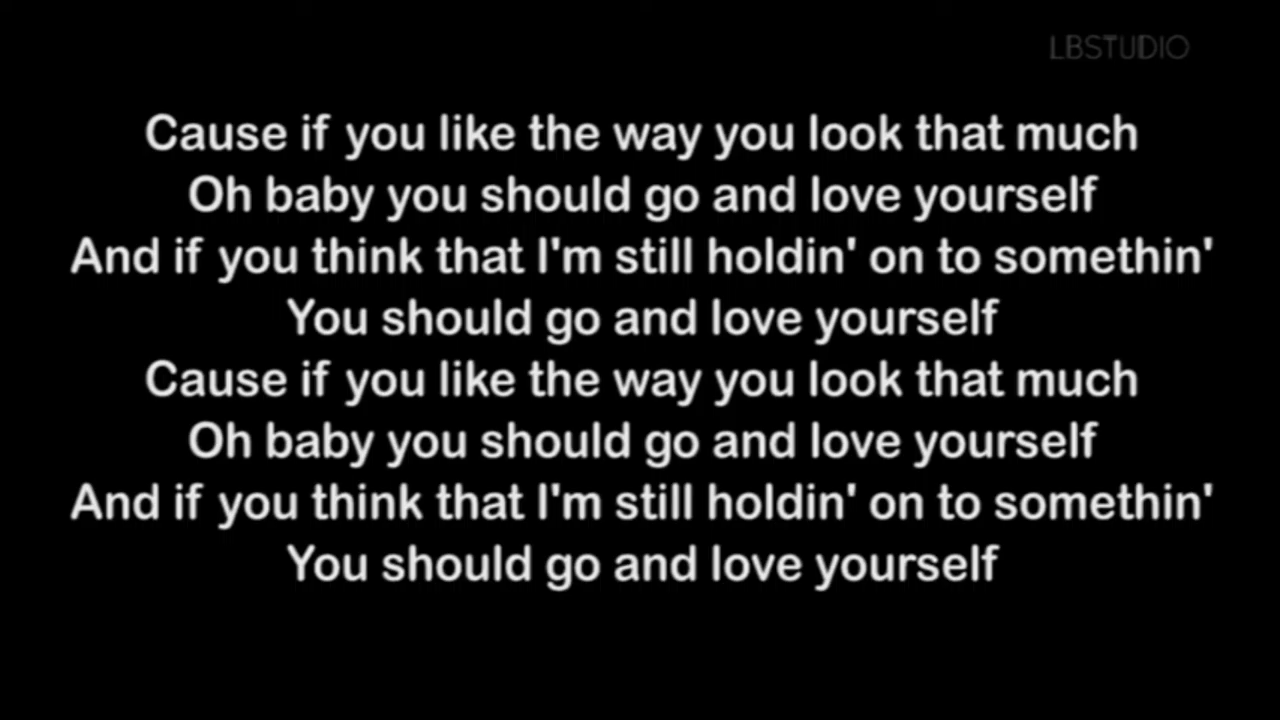 LBSTUDIO
Cause if you like the way you look that much
Oh baby you should go and love yourself
And if you think that I'm still holdin' on to somethin'
You should go and love yourself
Cause if you like the way you look that much
Oh baby you should go and love yourself
And if you think that I'm still holdin' on to somethin'
You should go and love yourself